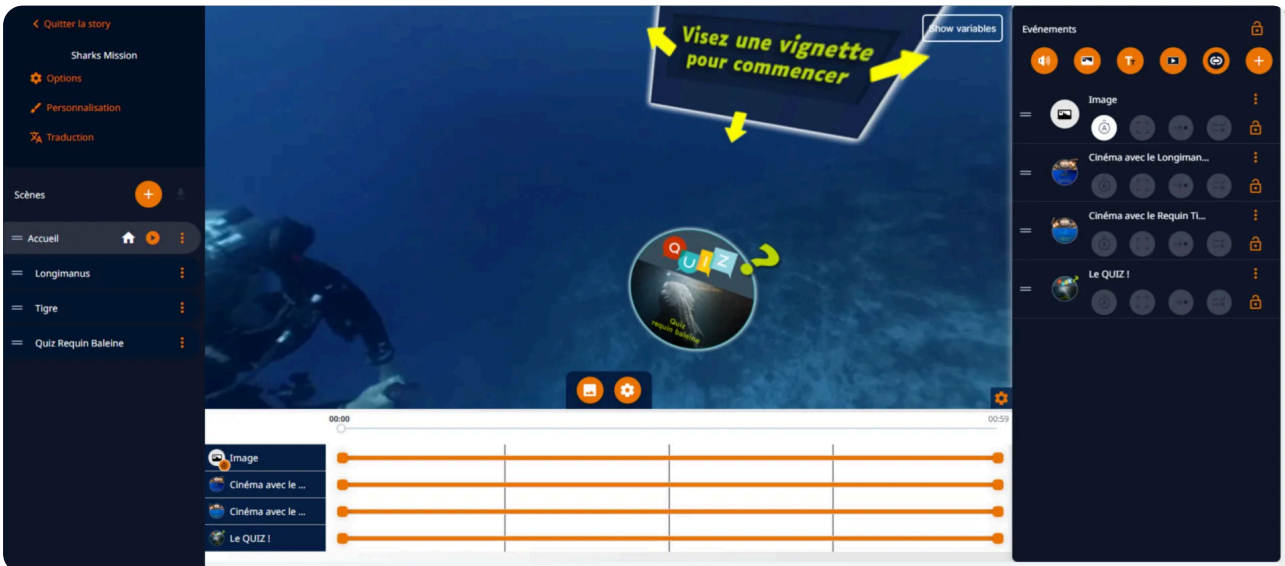 Quitter la story
Sharks Mission
Options
Personnalisation
Traduction
Scènes
Accueil
Longimanus
Tigre
Quiz Requin Baleine
Visez une vignette
pour commencer
Show variables
QUIZ ?
Quiz
requin baleine
00:00
00:59
Image
Cinéma avec le ...
Cinéma avec le ...
Le QUIZ !
Evénements
Image
Cinéma avec le Longiman...
Cinéma avec le Requin Ti...
Le QUIZ !